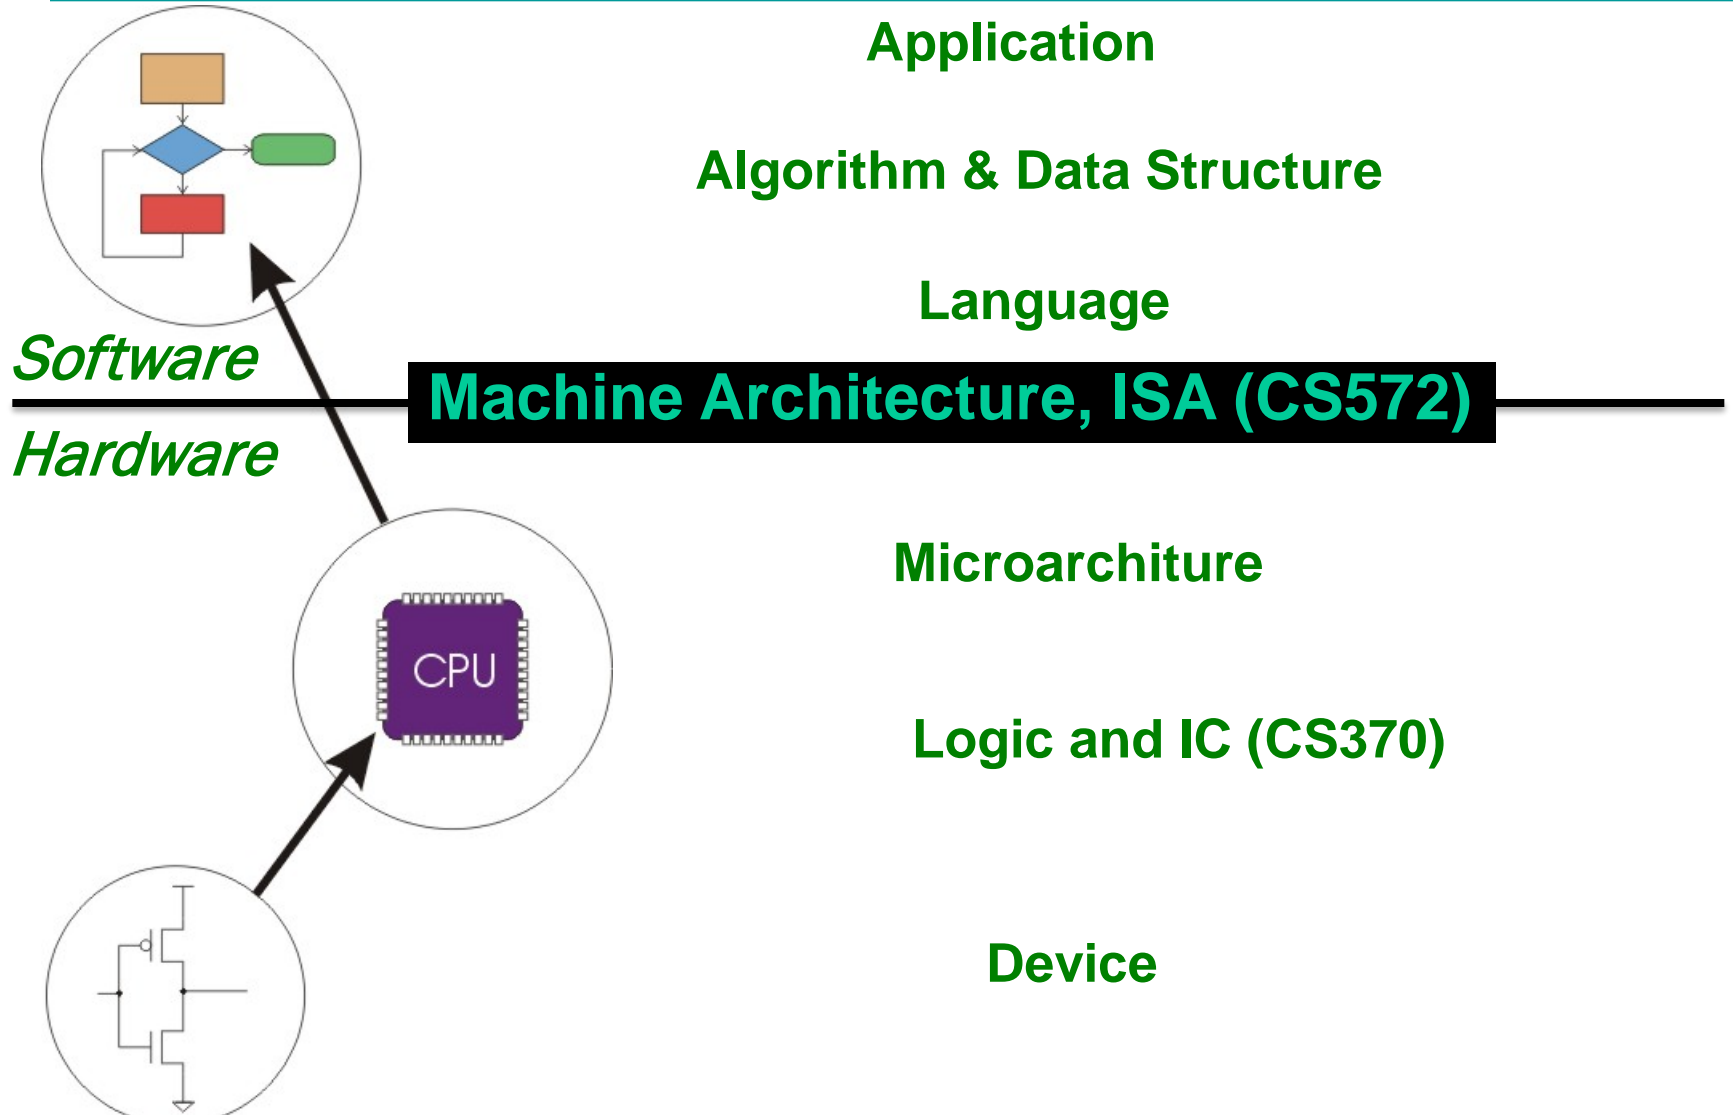 Application
Algorithm & Data Structure
Language
Software
Machine Architecture, ISA (CS572)
Hardware
Microarchiture
CPU
Logic and IC (CS370)
Device